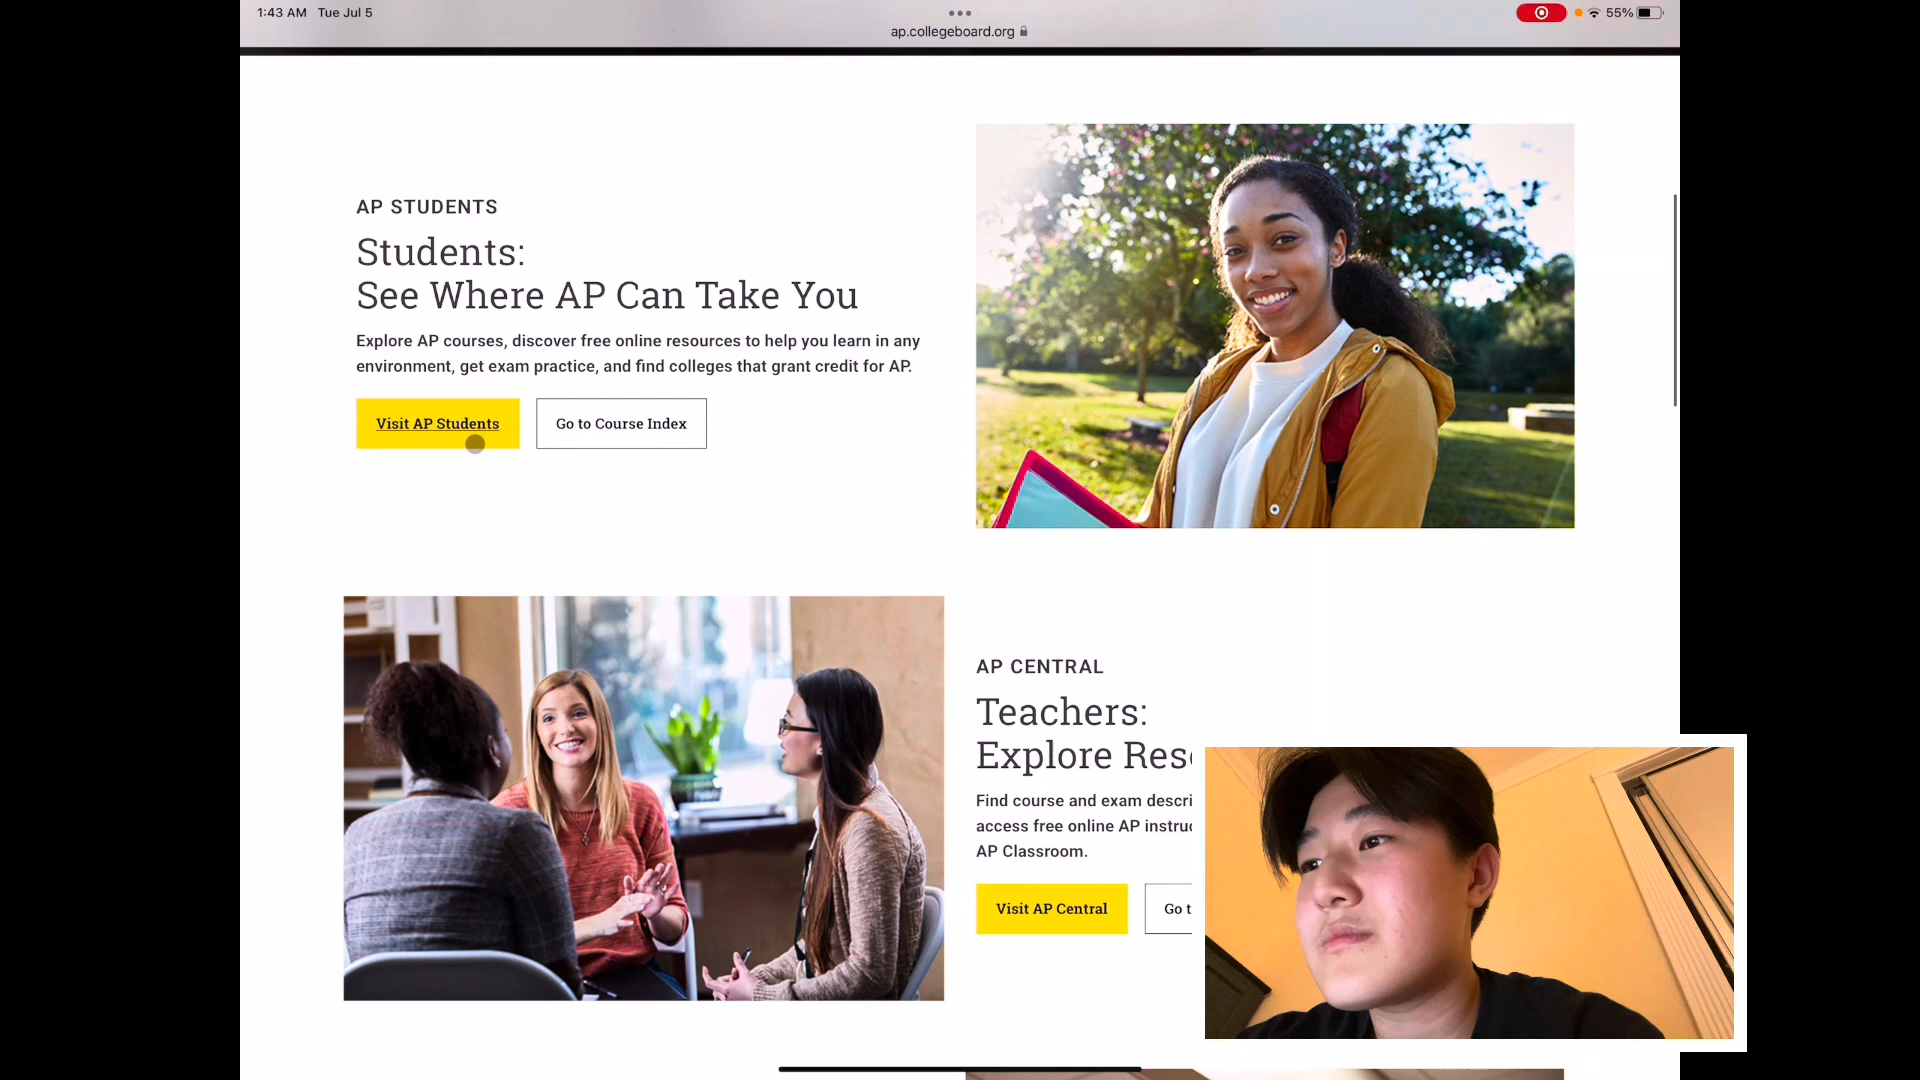 1:43 AM Tue Jul 5
ap.collegeboard.org
55%
AP STUDENTS
Students:
See Where AP Can Take You
Explore AP courses, discover free online resources to help you learn in any
environment, get exam practice, and find colleges that grant credit for AP.
Visit AP Students
Go to Course Index
AP CENTRAL
Teachers:
Explore
Find course and exam
access free online AP
AP Classroom.
Visit AP Central
Go